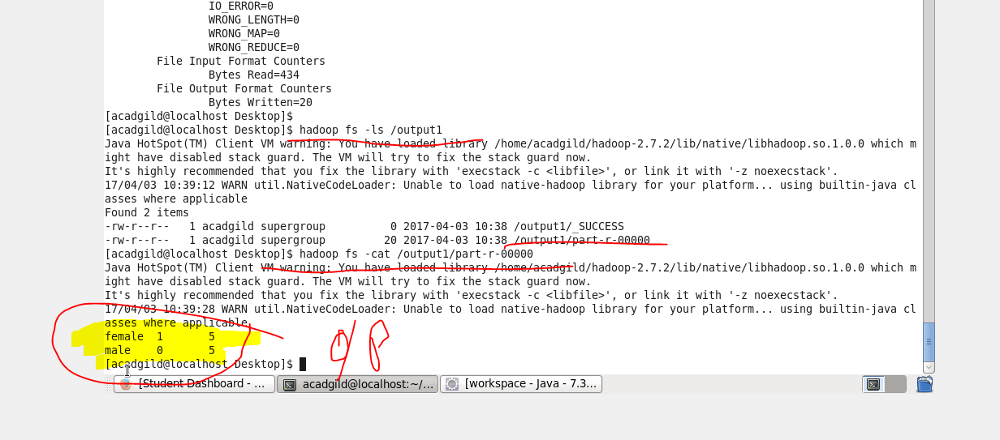 IO_ERROR=0
WRONG_LENGTH=0
WRONG_MAP=0
WRONG_REDUCE=0
File Input Format Counters
Bytes Read=434
File Output Format Counters
Bytes Written=20
[acadgild@localhost Desktop]$
[acadgild@localhost Desktop]$ hadoop fs -ls /output1
Java HotSpot(TM) Client VM warning: You have loaded library /home/acadgild/hadoop-2.7.2/lib/native/libhadoop.so.1.0.0 which m
ight have disabled stack guard. The VM will try to fix the stack guard now.
It's highly recommended that you fix the library with 'execstack -c <libfile>', or link it with '-z noexecstack'.
17/04/03 10:39:12 WARN util.NativeCodeLoader: Unable to load native-hadoop library for your platform... using builtin-java cl
asses where applicable
Found 2 items
-rw-r--r--   1 acadgild supergroup          0 2017-04-03 10:38 /output1/_SUCCESS
-rw-r--r--   1 acadgild supergroup         20 2017-04-03 10:38 /output1/part-r-00000
[acadgild@localhost Desktop]$ hadoop fs -cat /output1/part-r-00000
Java HotSpot(TM) Client VM warning: You have loaded library /home/acadgild/hadoop-2.7.2/lib/native/libhadoop.so.1.0.0 which m
ight have disabled stack guard. The VM will try to fix the stack guard now.
It's highly recommended that you fix the library with 'execstack -c <libfile>', or link it with '-z noexecstack'.
17/04/03 10:39:28 WARN util.NativeCodeLoader: Unable to load native-hadoop library for your platform... using builtin-java cl
asses where applicable
female  1       5
male    0       5
[acadgild@localhost Desktop]$
[Student Dashboard - ... acadgild@localhost:~/... [workspace - Java - 7.3...